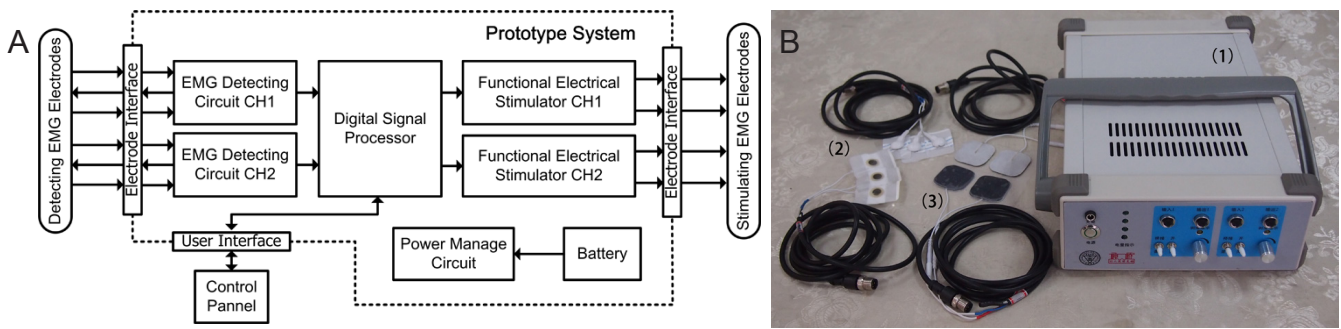 A
Prototype System
Detecting EMG Electrodes
Electrode Interface
EMG Detecting
Circuit CH1
EMG Detecting
Circuit CH2
Digital Signal
Processor
Functional Electrical
Stimulator CH1
Functional Electrical
Stimulator CH2
Electrode Interface
Stimulating EMG Electrodes
User Interface
Control
Pannel
Power Manage
Circuit
Battery
B
(1)
(2)
(3)